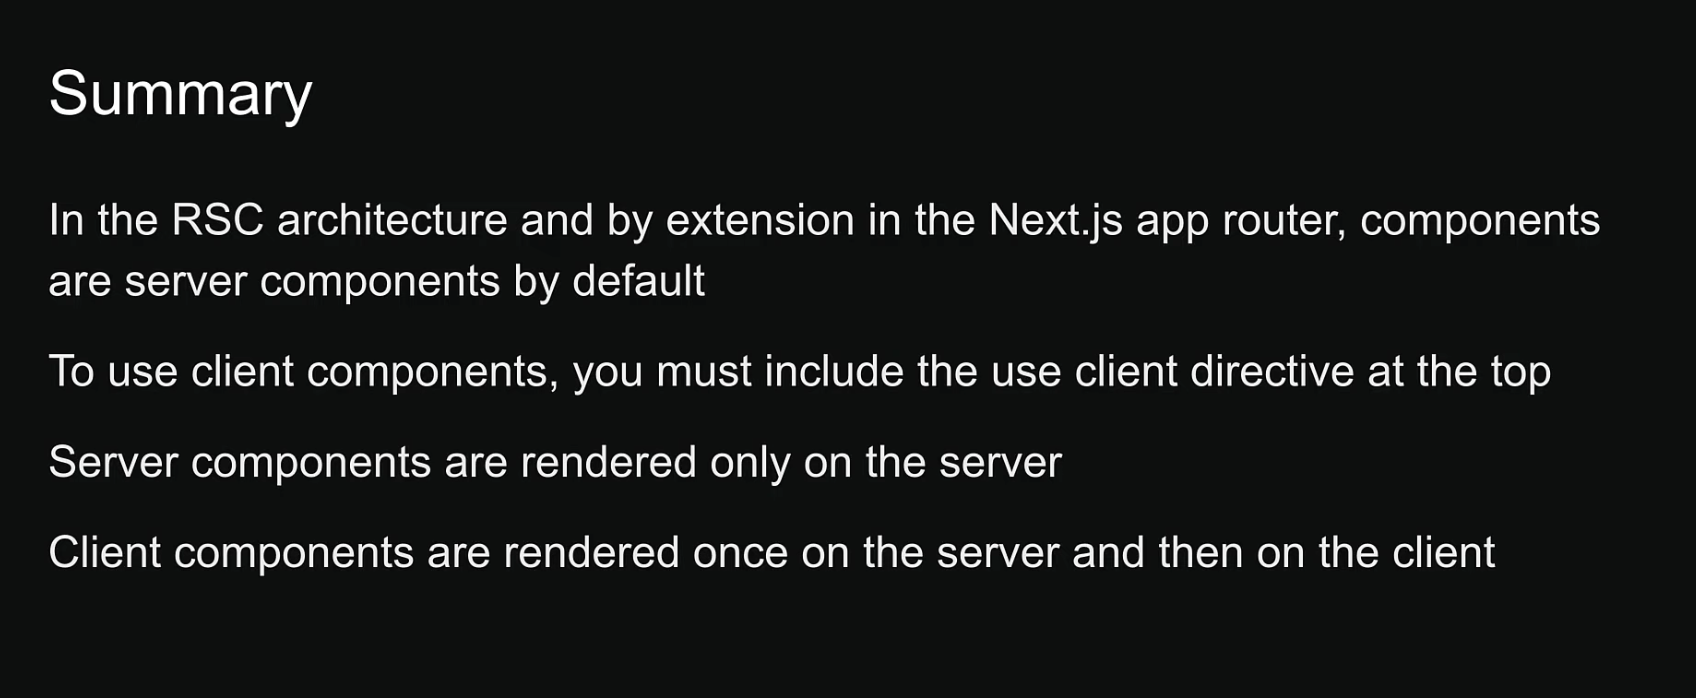 Summary
In the RSC architecture and by extension in the Next.js app router, components
are server components by default
To use client components, you must include the use client directive at the top
Server components are rendered only on the server
Client components are rendered once on the server and then on the client